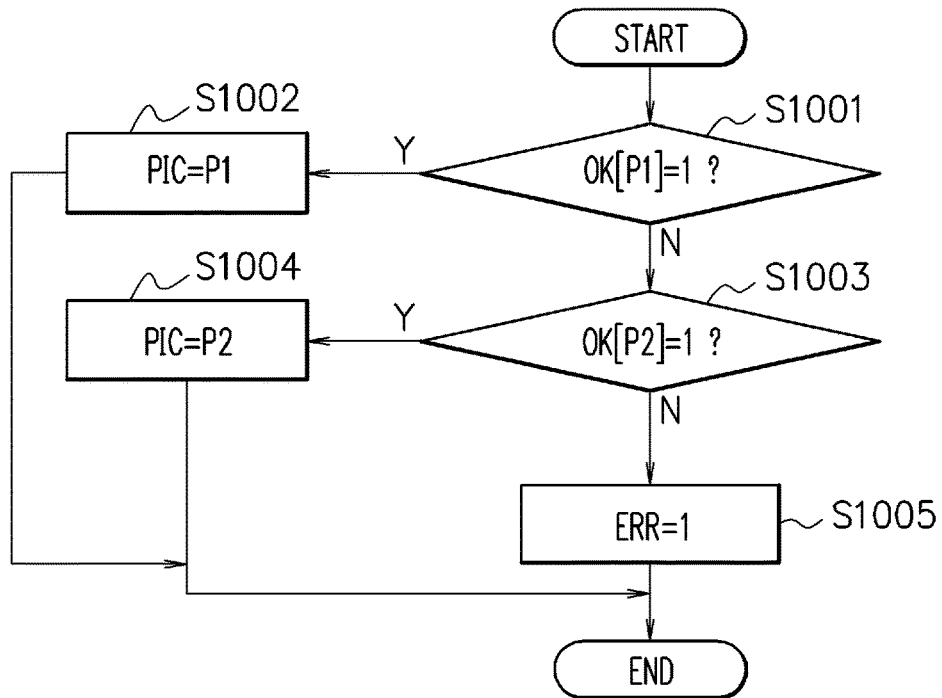 START
S1001
S1002
OK[P1]=1 ?
Y
PIC=P1
N
S1003
S1004
OK[P2]=1 ?
Y
PIC=P2
N
ERR=1
S1005
END